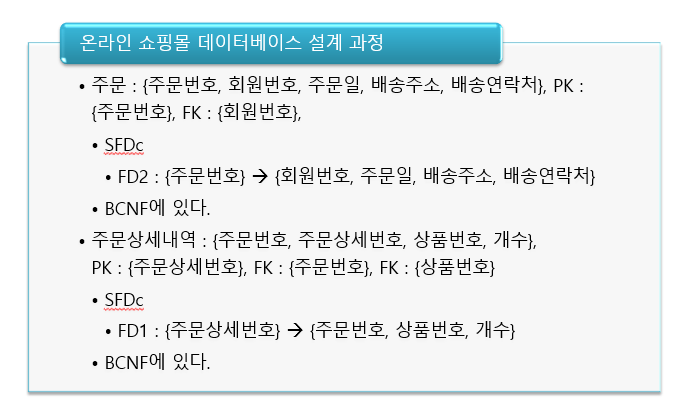 온라인 쇼핑몰 데이터베이스 설계 과정
• 주문 : {주문번호, 회원번호, 주문일, 배송주소, 배송연락처}, PK :
{주문번호}, FK : {회원번호},
• SFDc
• FD2 : {주문번호} → {회원번호, 주문일, 배송주소, 배송연락처}
• BCNF에 있다.
• 주문상세내역 : {주문번호, 주문상세번호, 상품번호, 개수},
PK : {주문상세번호}, FK : {주문번호}, FK : {상품번호}
• SFDc
• FD1 : {주문상세번호} → {주문번호, 상품번호, 개수}
• BCNF에 있다.